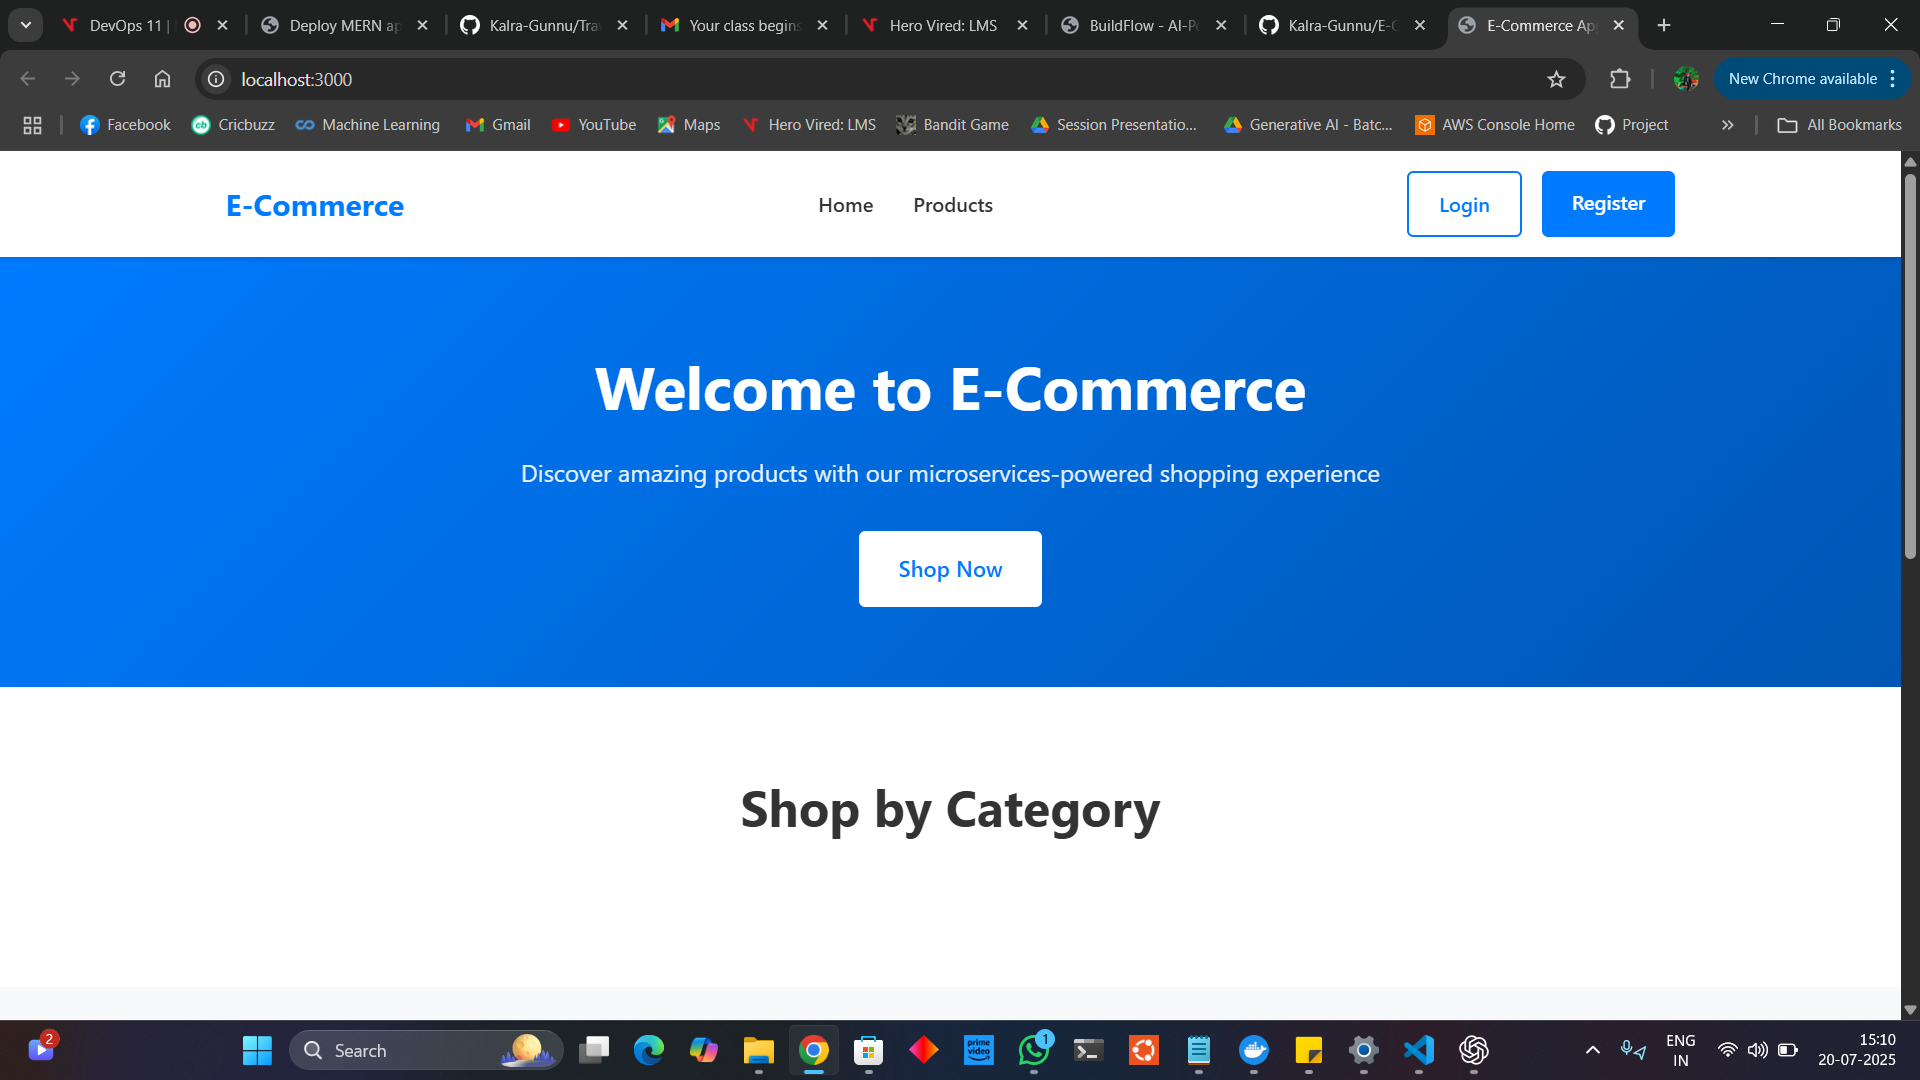 DevOps 11 |
Deploy MERN ap
Kalra-Gunnu/Tra
Your class begins
Hero Vired: LMS
BuildFlow - AI-Po
Kalra-Gunnu/E-C
E-Commerce Ap
localhost:3000
New Chrome available
Facebook
Cricbuzz
Machine Learning
Gmail
YouTube
Maps
Hero Vired: LMS
Bandit Game
Session Presentatio...
Generative AI - Batc...
AWS Console Home
Project
All Bookmarks
E-Commerce
Home
Products
Login
Register
Welcome to E-Commerce
Discover amazing products with our microservices-powered shopping experience
Shop Now
Shop by Category
2
Search
prime video
1
ENG
IN
15:10
20-07-2025